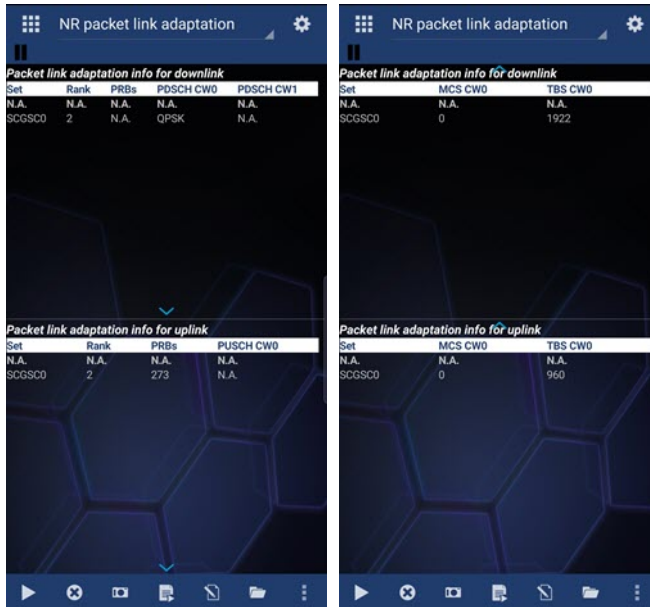 NR packet link adaptation
Packet link adaptation info for downlink
Set Rank PRBs PDSCH CW0 PDSCH CW1
N.A. N.A. N.A. N.A. N.A.
SCGSC0 2 N.A. QPSK N.A.
Packet link adaptation info for uplink
Set Rank PRBs PUSCH CW0
N.A. N.A. N.A. N.A.
SCGSC0 2 273 N.A.
NR packet link adaptation
Packet link adaptation info for downlink
Set MCS CW0 TBS CW0
N.A. N.A. N.A.
SCGSC0 0 1922
Packet link adaptation info for uplink
Set MCS CW0 TBS CW0
N.A. N.A. N.A.
SCGSC0 0 960